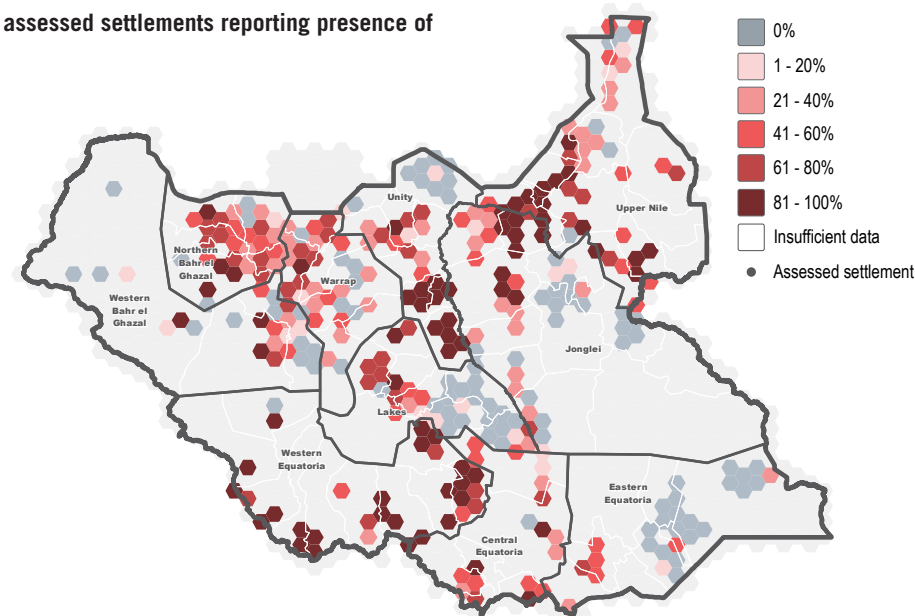 assessed settlements reporting presence of
0%
1 - 20%
21 - 40%
41 - 60%
61 - 80%
81 - 100%
Insufficient data
Assessed settlement
Unity
Upper Nile
Northern
Bahr el
Ghazal
Warrap
Western
Bahr el
Ghazal
Jonglei
Lakes
Western
Equatoria
Eastern
Equatoria
Central
Equatoria